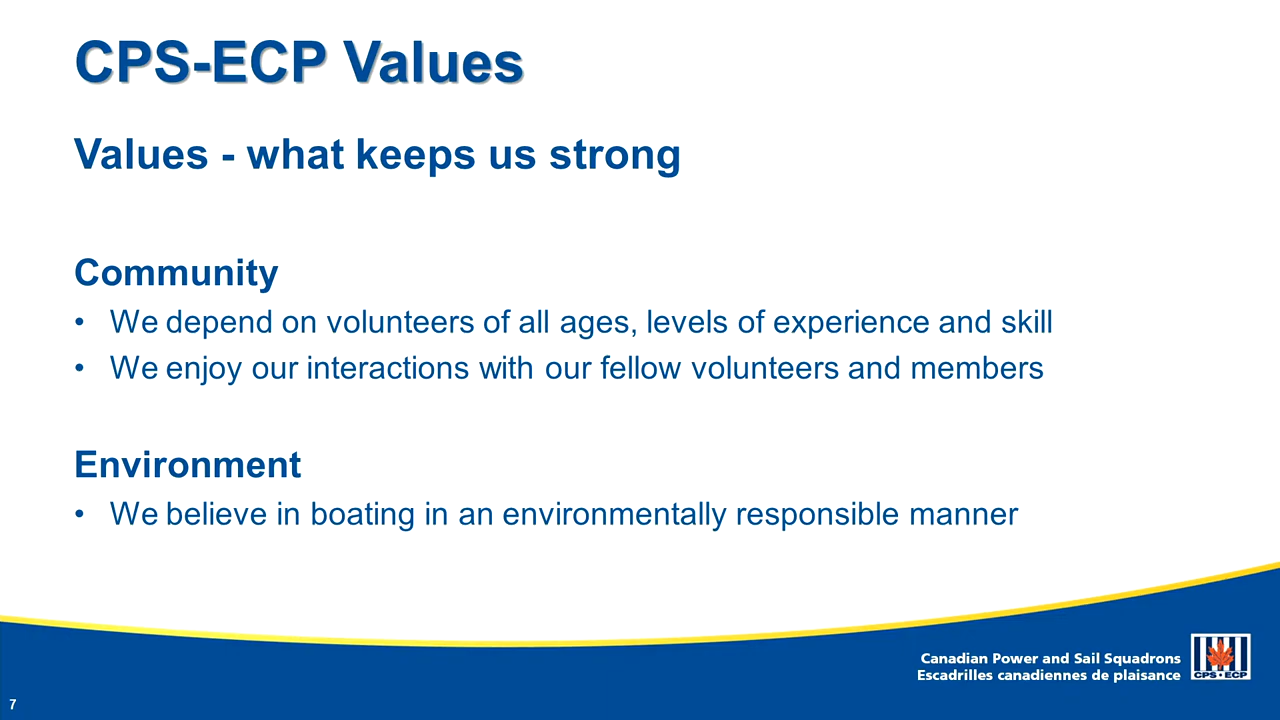 CPS-ECP Values
Values - what keeps us strong
Community
• We depend on volunteers of all ages, levels of experience and skill
• We enjoy our interactions with our fellow volunteers and members
Environment
• We believe in boating in an environmentally responsible manner
Canadian Power and Sail Squadrons
Escadrilles canadiennes de plaisance
CPS•ECP
7